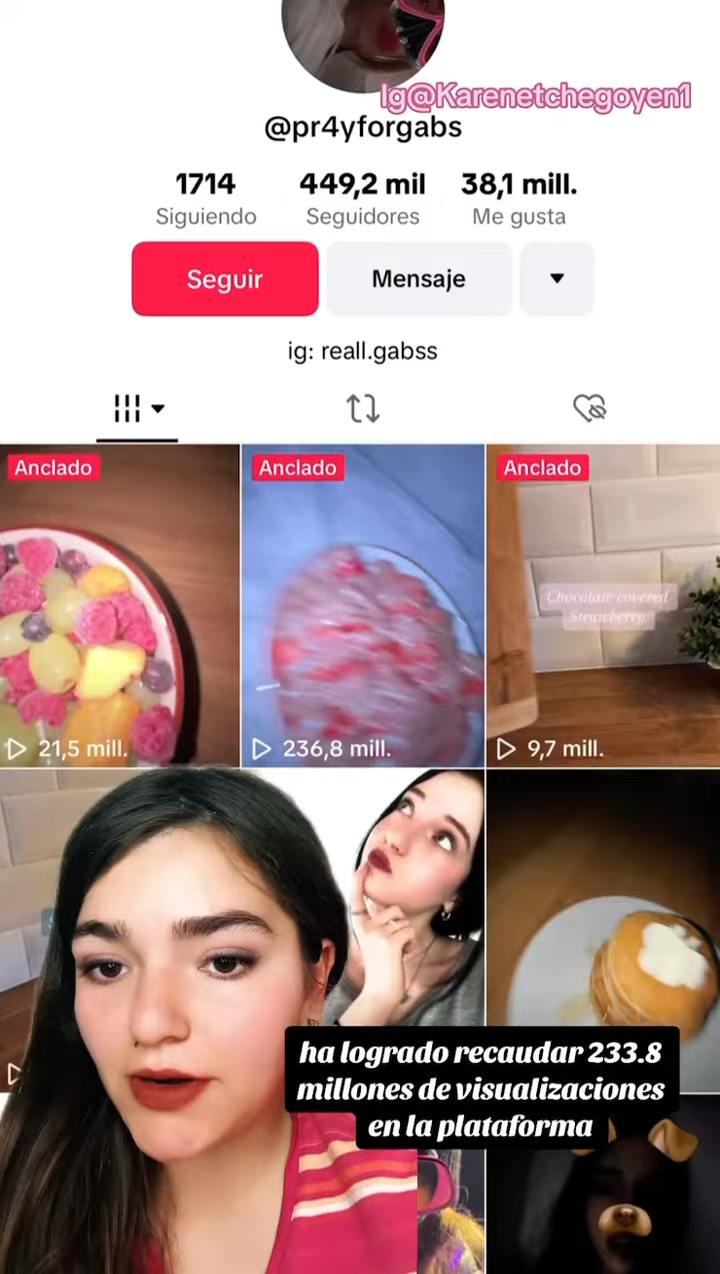 Ig@Karenetchegoyen1
@pr4yforgabs
1714
Siguiendo
449,2 mil
Seguidores
38,1 mill.
Me gusta
Seguir
Mensaje
ig: reall.gabss
Anclado
Anclado
Anclado
Chocolate covered
Strawberry
21,5 mill.
236,8 mill.
9,7 mill.
ha logrado recaudar 233.8
millones de visualizaciones
en la plataforma